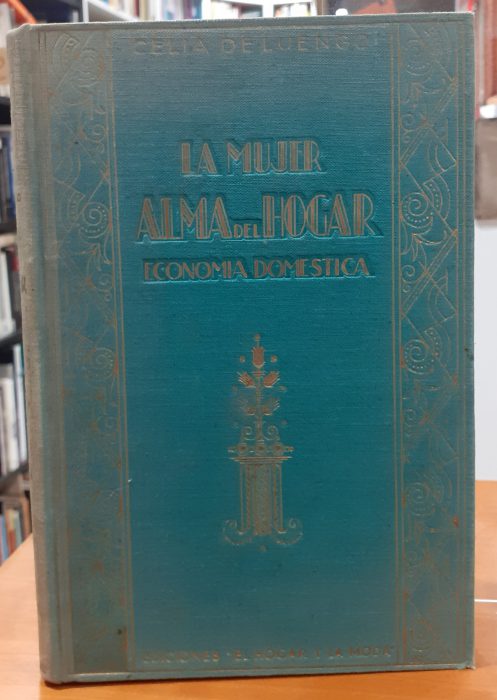 CELIA DE LUENGO
LA MUJER
ALMA DEL HOGAR
ECONOMIA DOMESTICA
EDICIONES "EL HOGAR Y LA MODA"